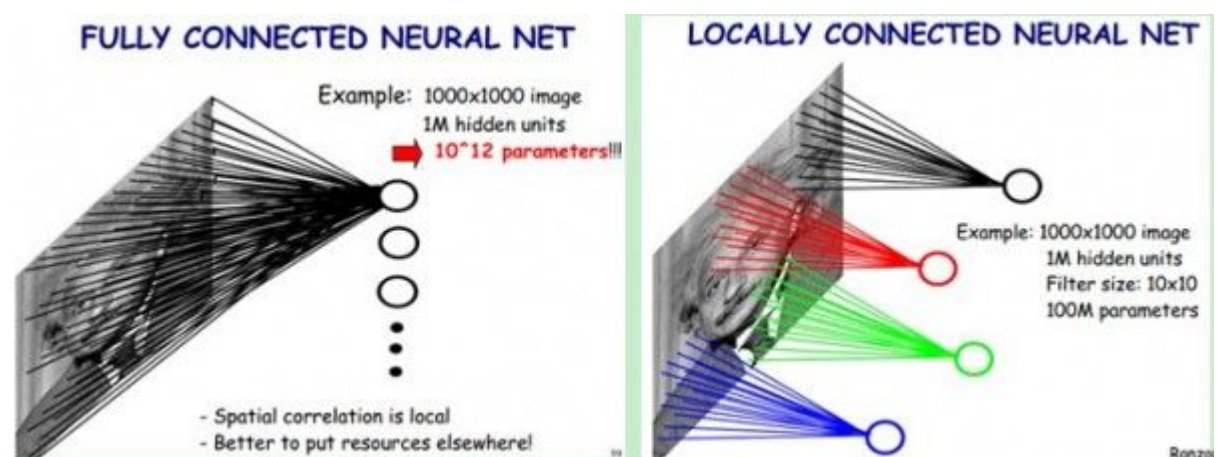 FULLY CONNECTED NEURAL NET
Example: 1000x1000 image
1M hidden units
10^12 parameters!!!
- Spatial correlation is local
- Better to put resources elsewhere!
LOCALLY CONNECTED NEURAL NET
Example: 1000x1000 image
1M hidden units
Filter size: 10x10
100M parameters